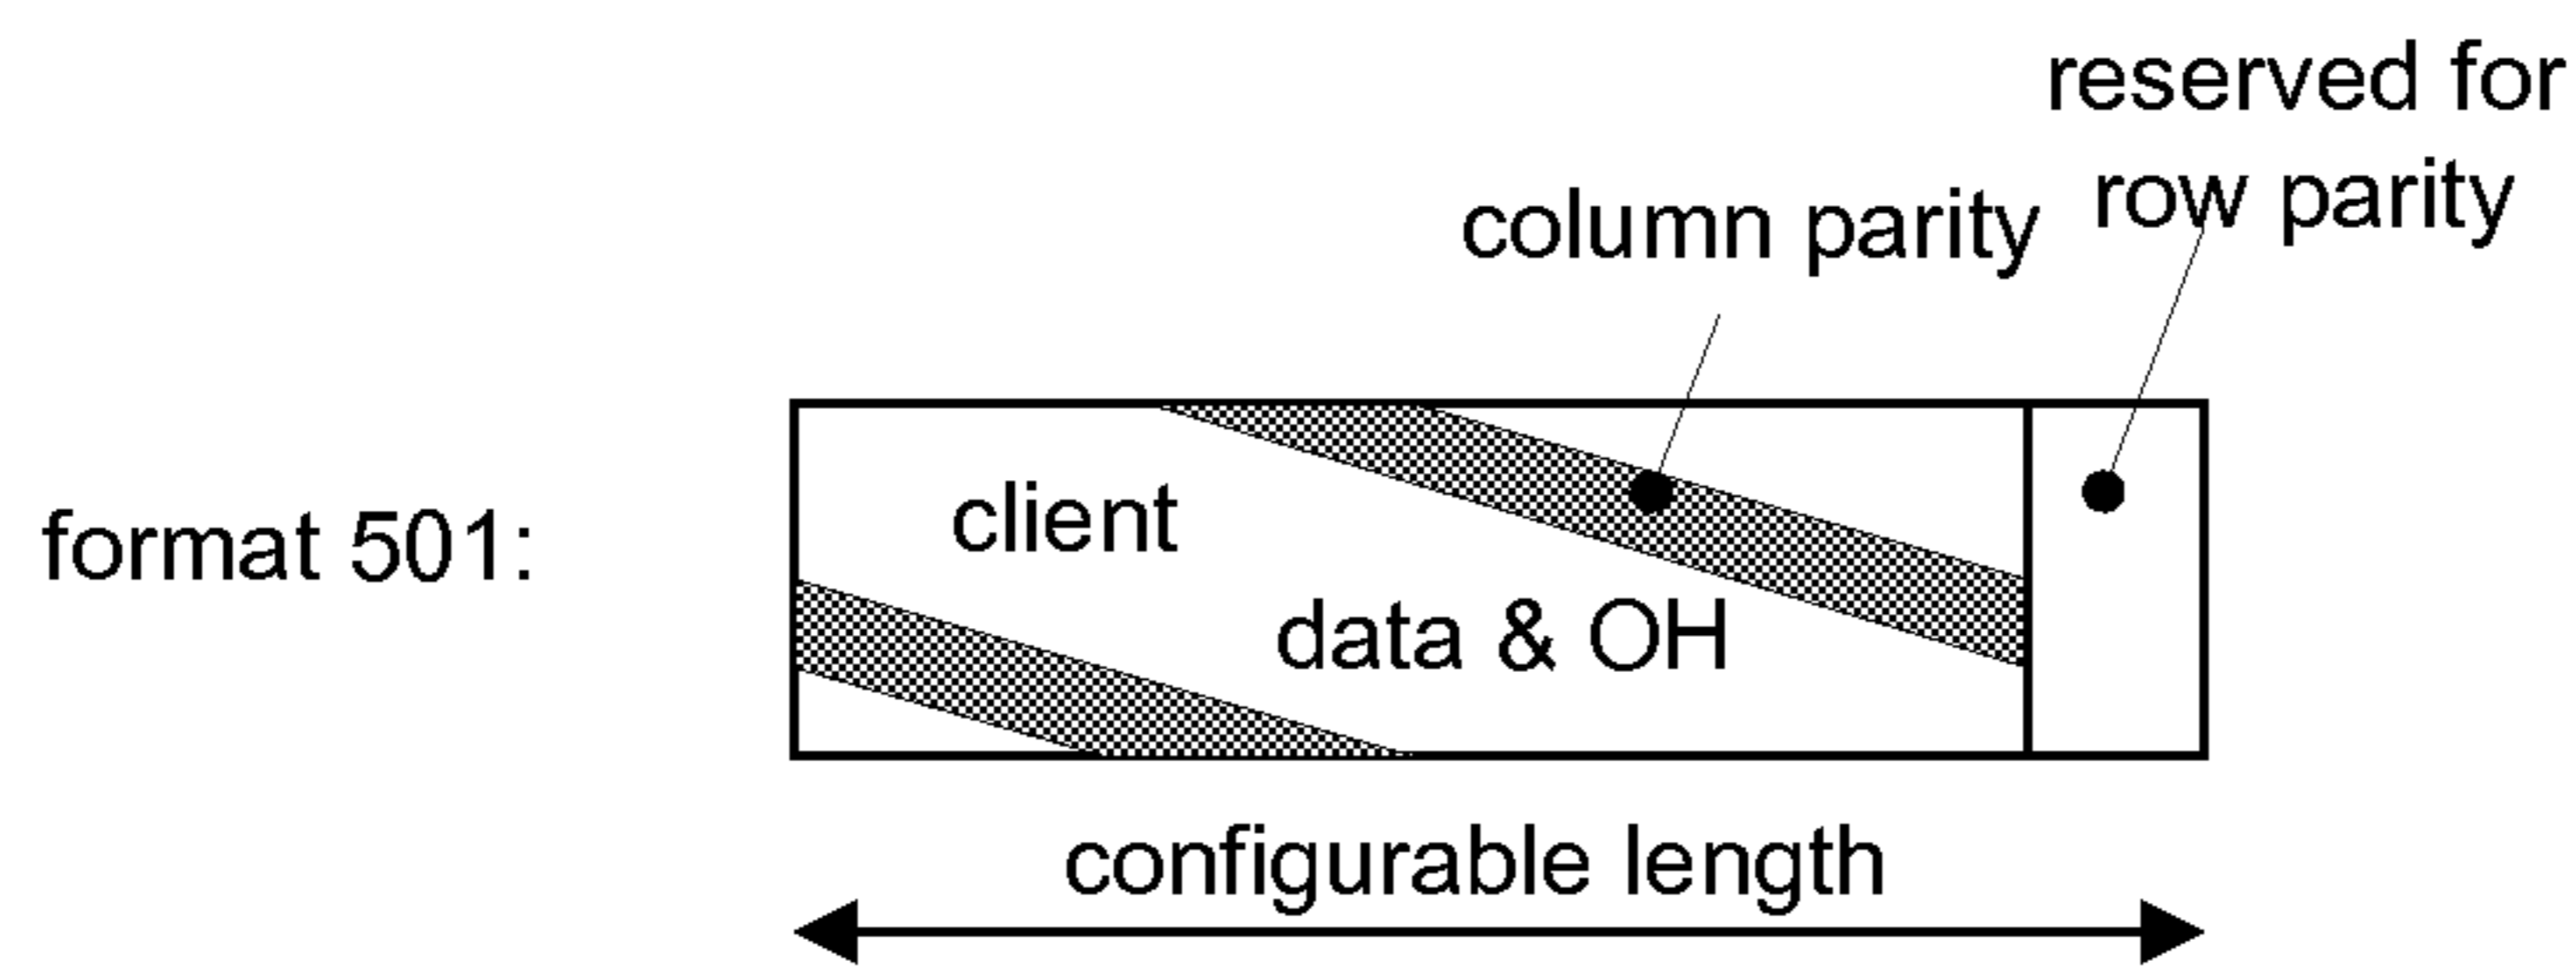 reserved for
row parity
column parity
format 501:
client
data & OH
configurable length